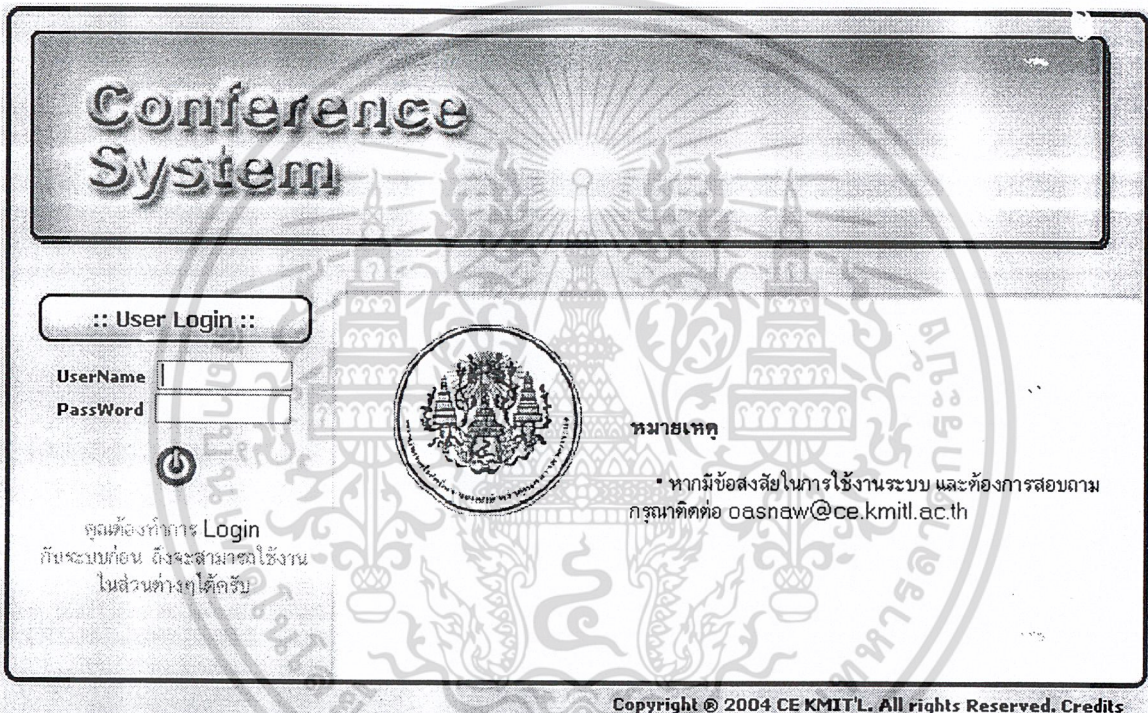 Conference
System
:: User Login ::
UserName
PassWord
คุณต้องทำการ Login
กับระบบก่อน ถึงจะสามารถใช้งาน
ในส่วนต่างๆได้ครับ
หมายเหตุ
▪ หากมีข้อสงสัยในการใช้งานระบบ และต้องการสอบถาม
กรุณาติดต่อ oasnaw@ce.kmitl.ac.th
Copyright ® 2004 CE KMIT'L. All rights Reserved. Credits